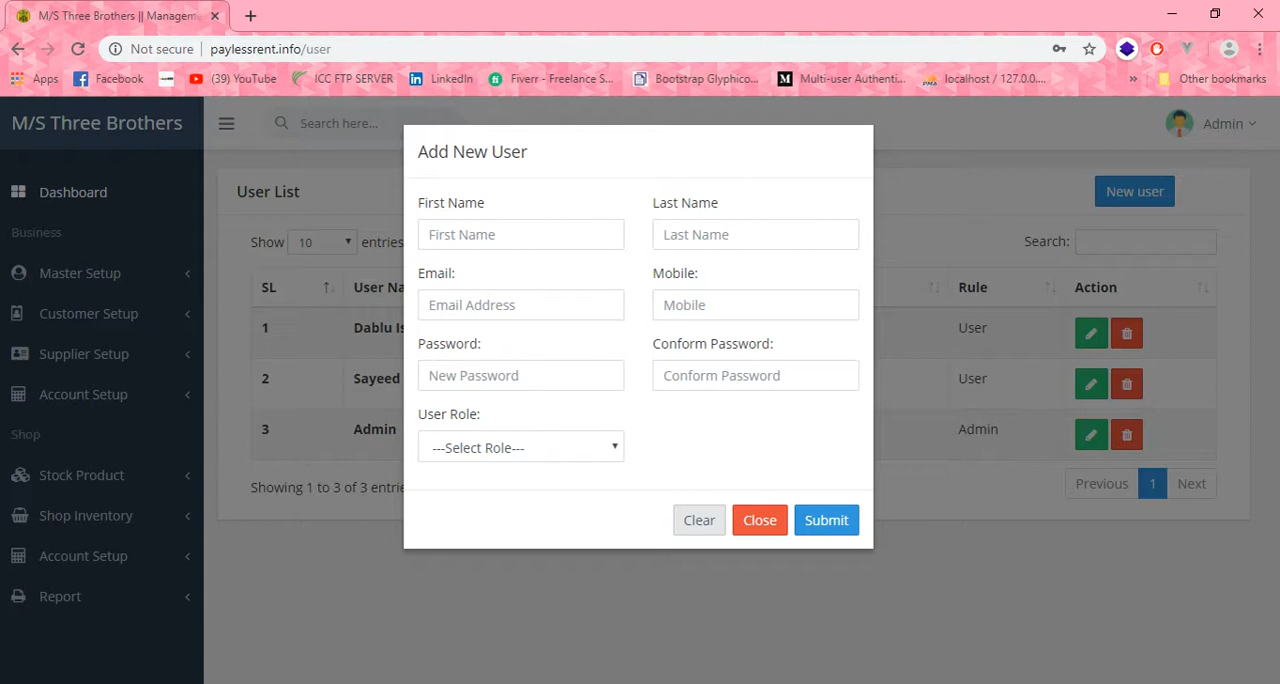 M/S Three Brothers || Managem
Not secure | paylessrent.info/user
Apps Facebook (39) YouTube ICC FTP SERVER LinkedIn Fiverr - Freelance S... Bootstrap Glyphico... Multi-user Authenti... localhost / 127.0.0.... » Other bookmarks
M/S Three Brothers
Search here...
Admin
Dashboard
Business
Master Setup
Customer Setup
Supplier Setup
Account Setup
Shop
Stock Product
Shop Inventory
Account Setup
Report
User List
New user
Show 10 entries
Search:
SL User Na Rule Action
1 Dablu Is User
2 Sayeed User
3 Admin Admin
Showing 1 to 3 of 3 entrie
Previous 1 Next
Add New User
First Name Last Name
First Name Last Name
Email: Mobile:
Email Address Mobile
Password: Conform Password:
New Password Conform Password
User Role:
---Select Role---
Clear Close Submit